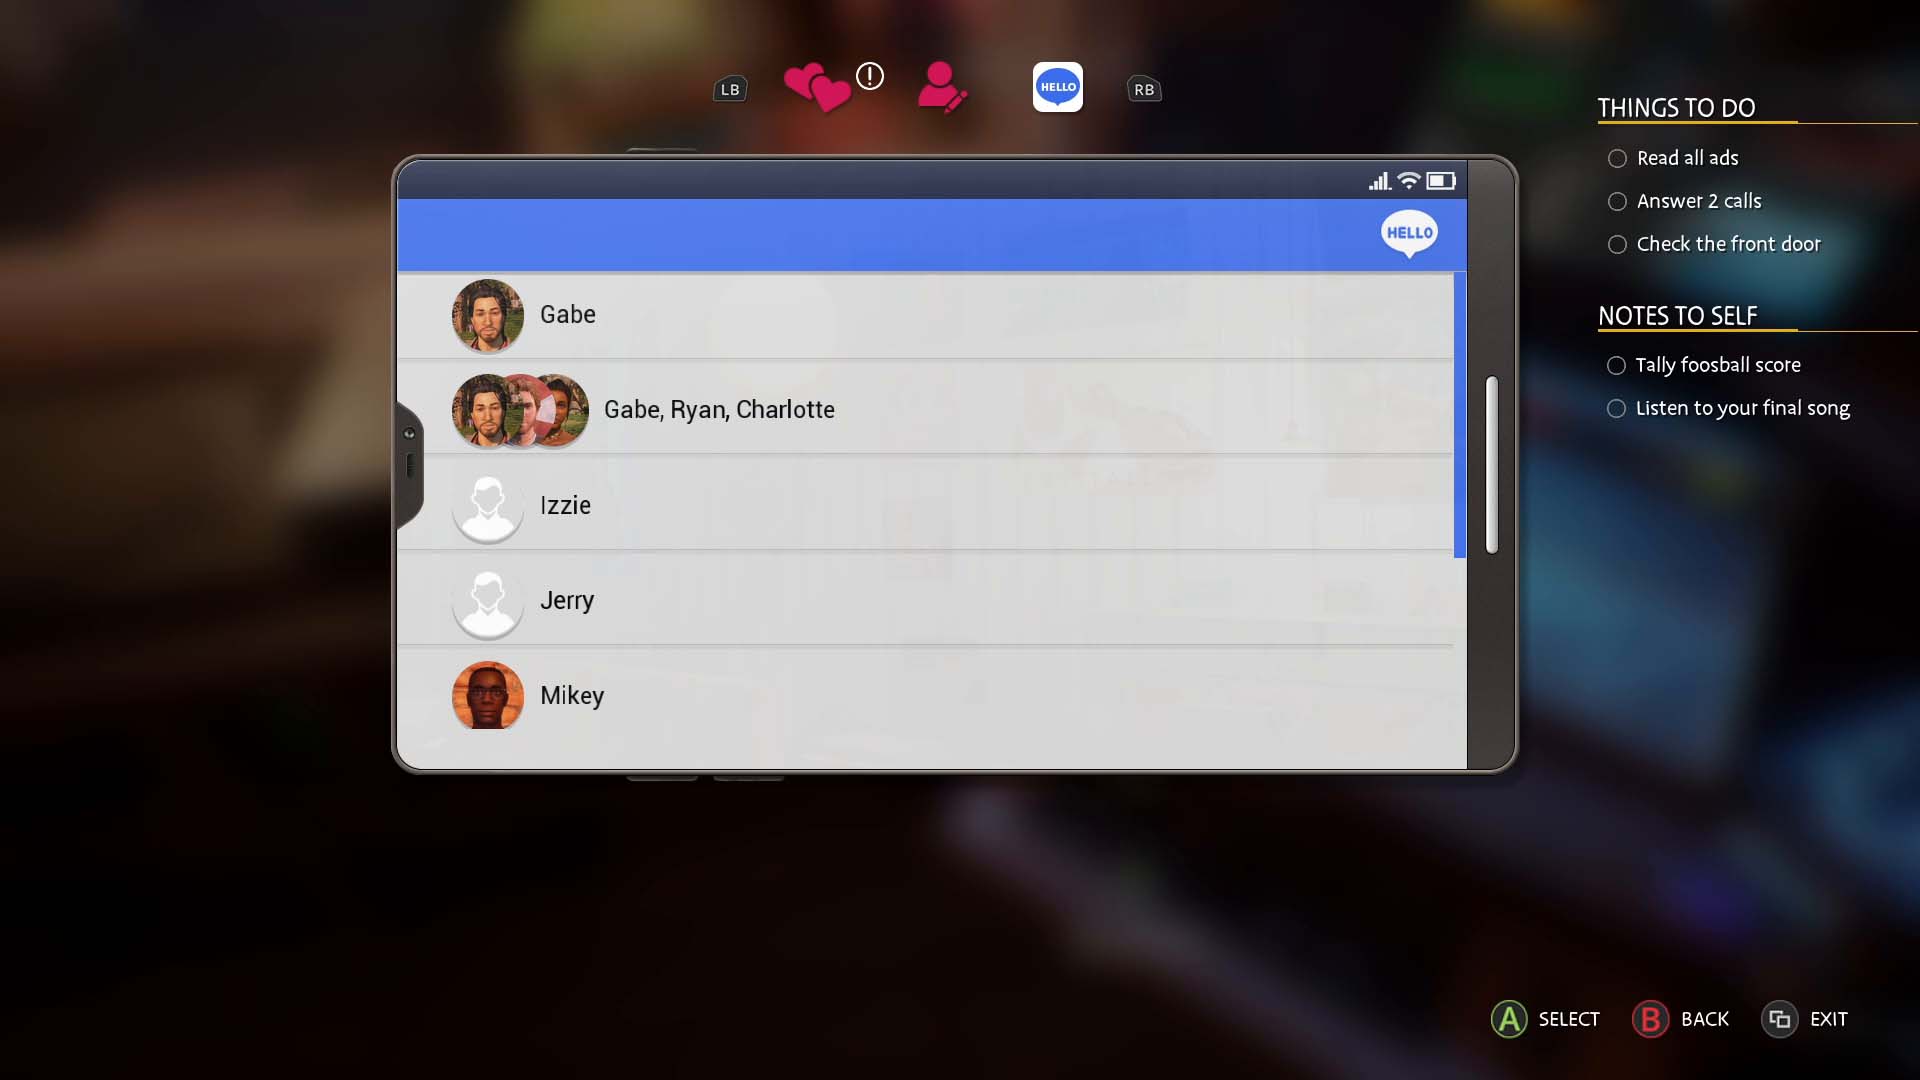 LB
HELLO
RB
THINGS TO DO
Read all ads
Answer 2 calls
Check the front door
NOTES TO SELF
Tally foosball score
Listen to your final song
HELLO
Gabe
Gabe, Ryan, Charlotte
Izzie
Jerry
Mikey
A SELECT
B BACK
EXIT